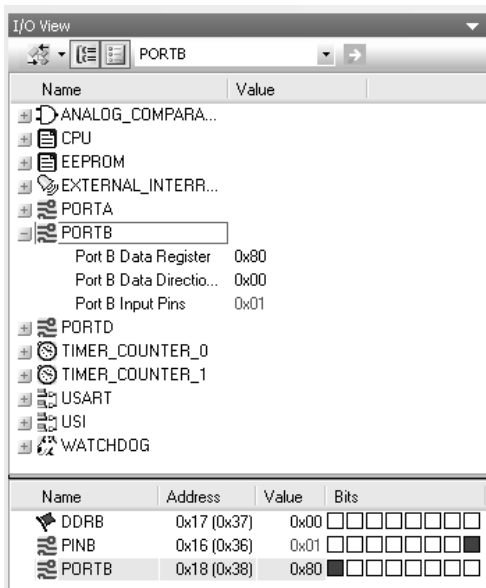 I/O View
PORTB
Name Value
ANALOG_COMPARA...
CPU
EEPROM
EXTERNAL_INTERR...
PORTA
PORTB
Port B Data Register 0x80
Port B Data Directio... 0x00
Port B Input Pins 0x01
PORTD
TIMER_COUNTER_0
TIMER_COUNTER_1
USART
USI
WATCHDOG
Name Address Value Bits
DDRB 0x17 (0x37) 0x00
PINB 0x16 (0x36) 0x01
PORTB 0x18 (0x38) 0x80